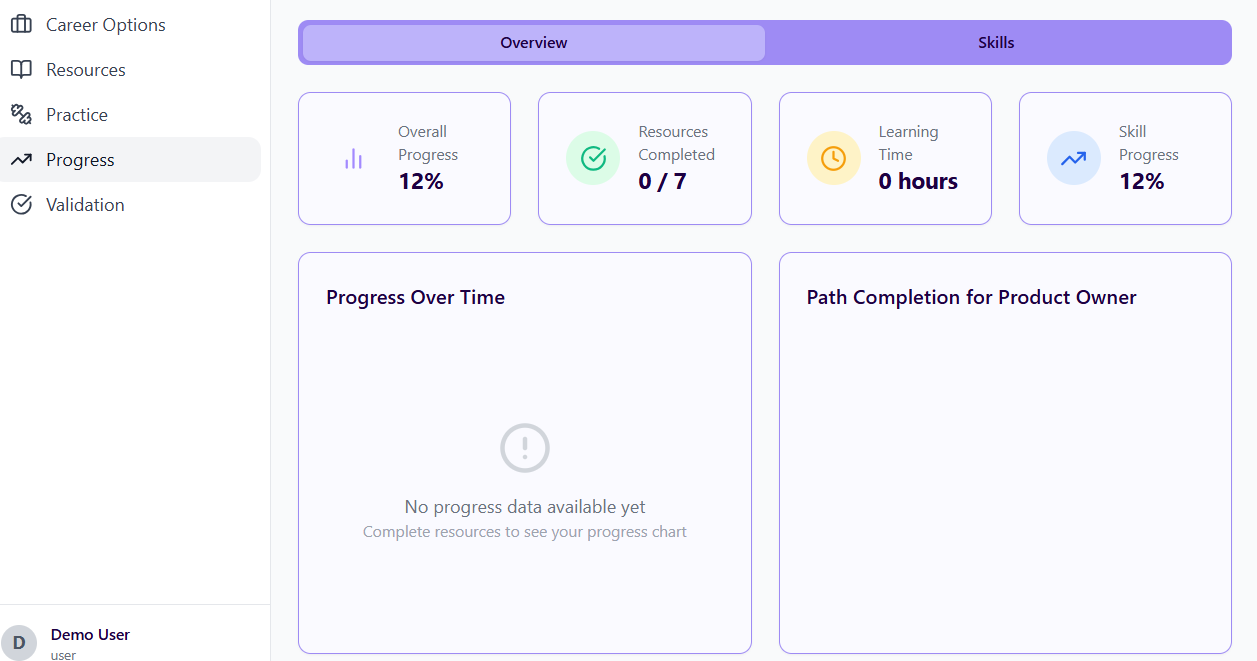 Career Options
Resources
Practice
Progress
Validation
D
Demo User
user
Overview
Skills
Overall
Progress
12%
Resources
Completed
0 / 7
Learning
Time
0 hours
Skill
Progress
12%
Progress Over Time
No progress data available yet
Complete resources to see your progress chart
Path Completion for Product Owner